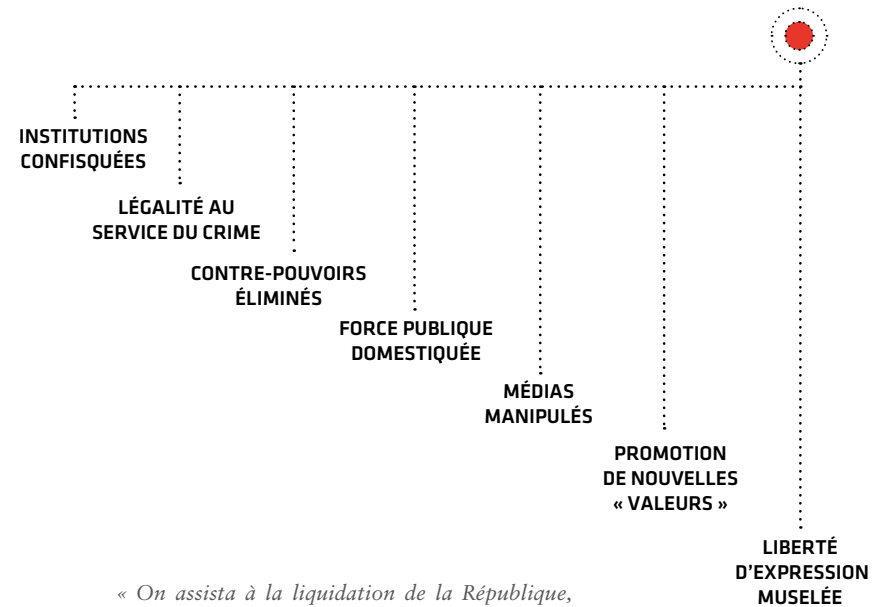 INSTITUTIONS
CONFISQUÉES
LÉGALITÉ AU
SERVICE DU CRIME
CONTRE-POUVOIRS
ÉLIMINÉS
FORCE PUBLIQUE
DOMESTIQUÉE
MÉDIAS
MANIPULÉS
PROMOTION
DE NOUVELLES
« VALEURS »
LIBERTÉ
D’EXPRESSION
MUSELÉE
« On assista à la liquidation de la République,